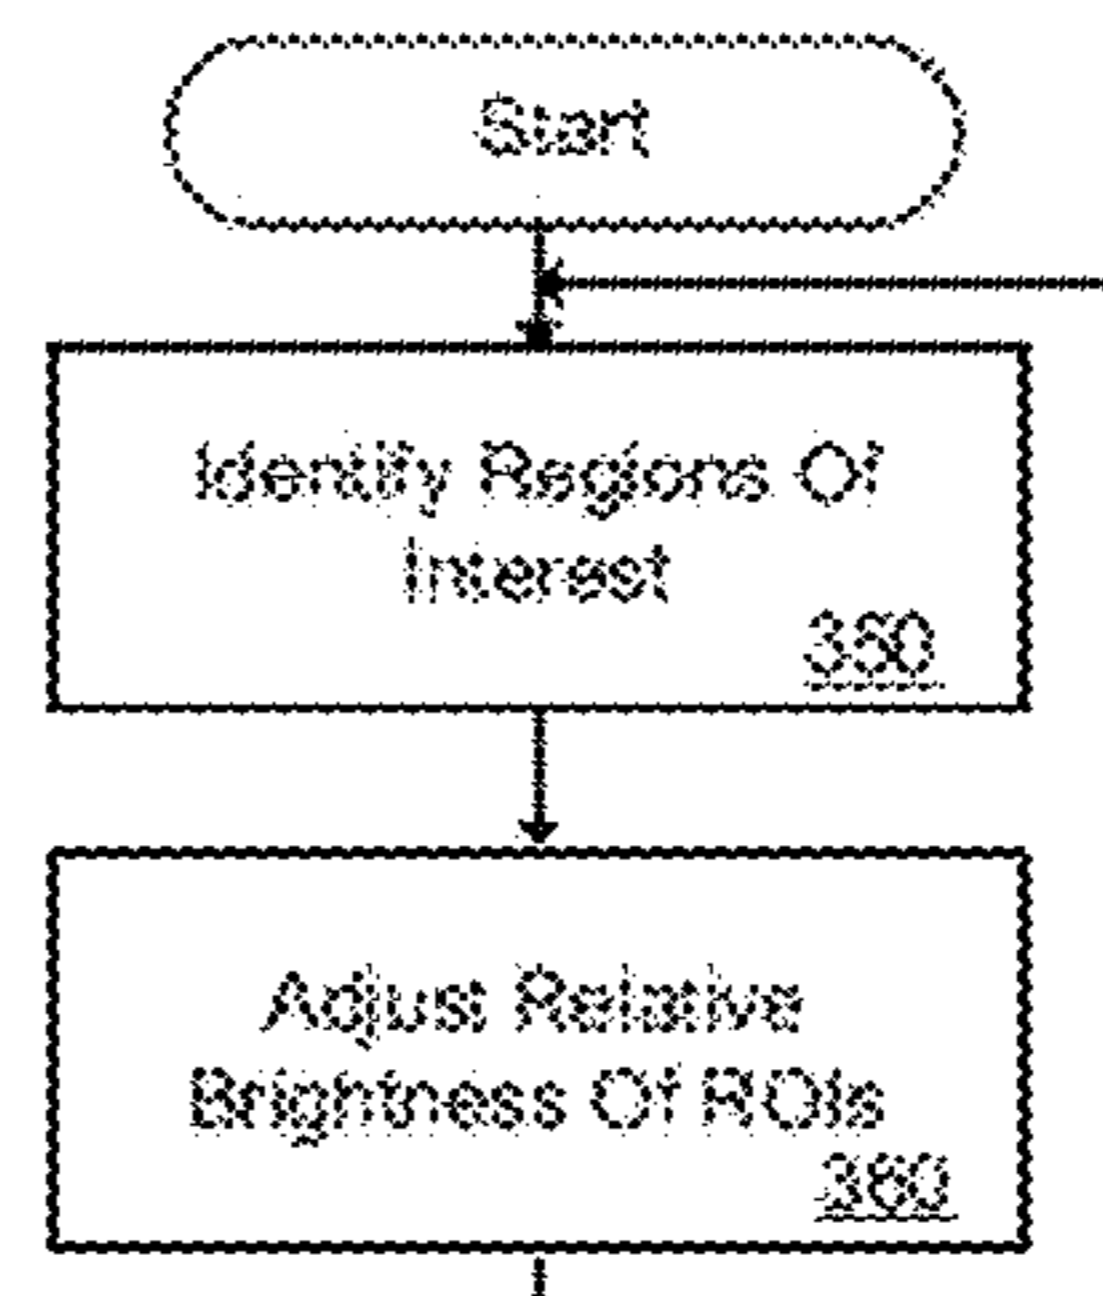 Start
Identify Regions Of
Interest
350
Adjust Relative
Brightness Of ROIs
360